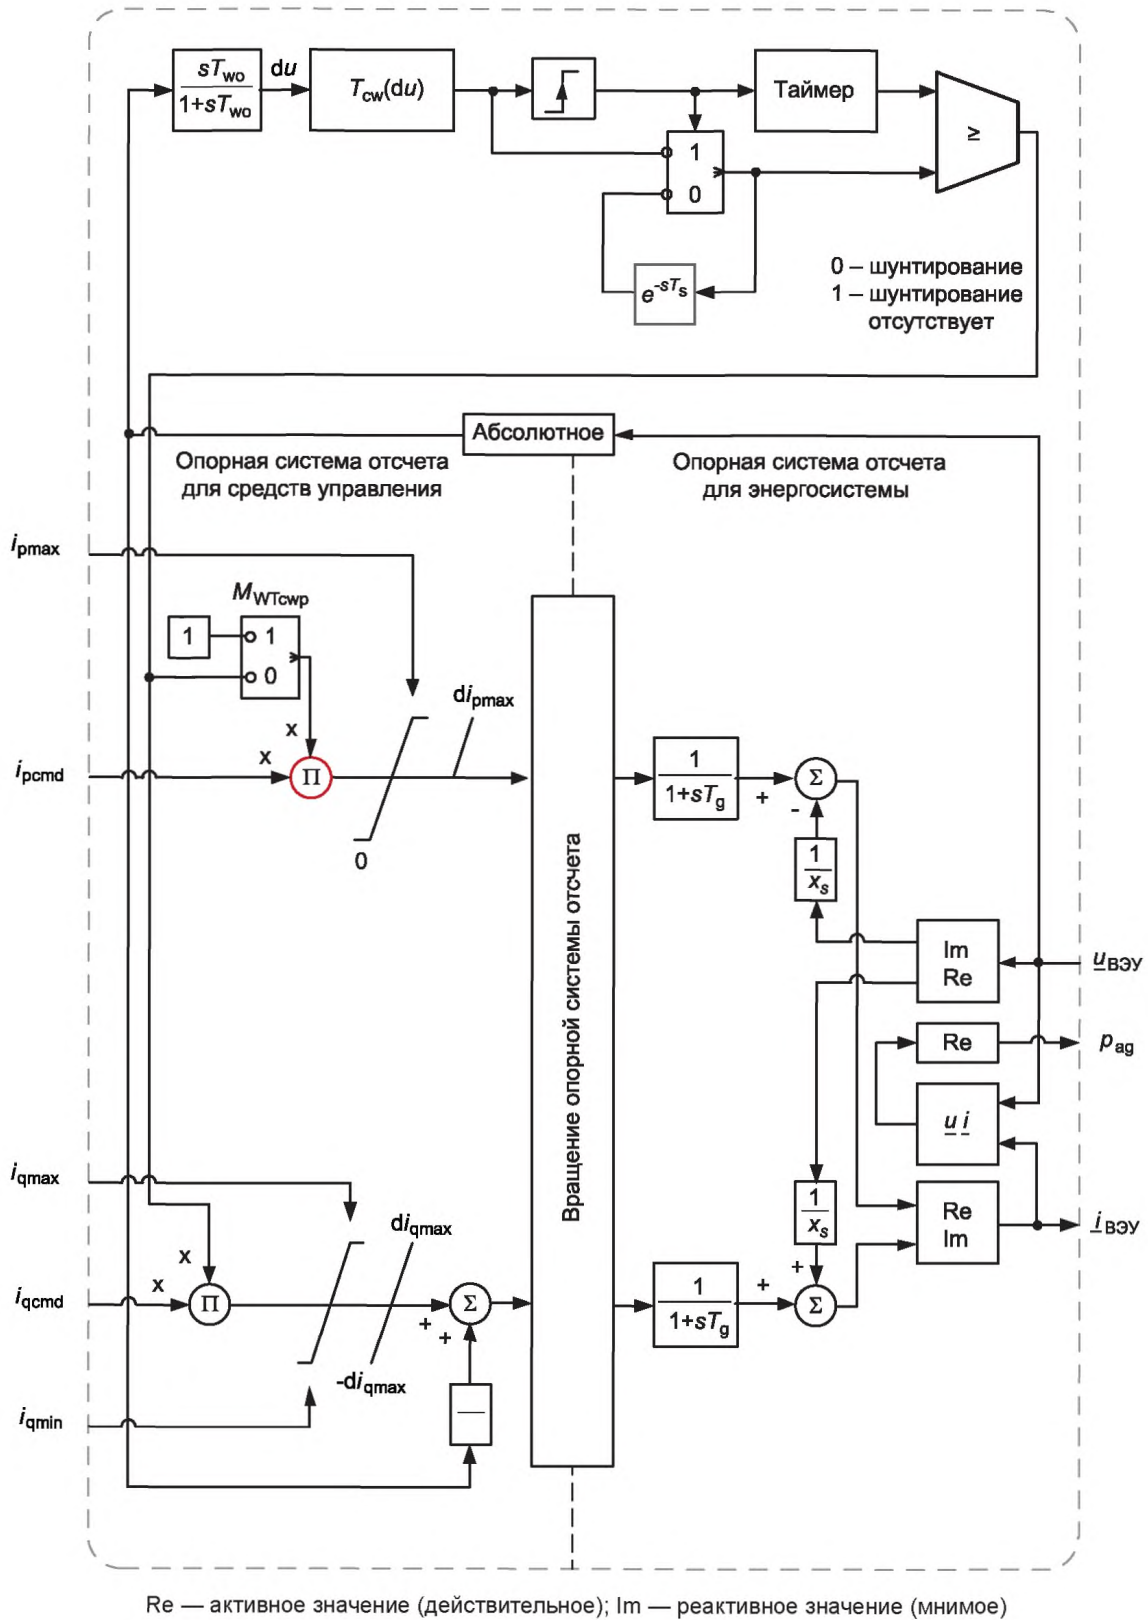 sT_wo
1+sT_wo
du
T_cw(du)
Таймер
≥
1
0
e^-sT_s
0 – шунтирование
1 – шунтирование
отсутствует
Абсолютное
Опорная система отсчета
для средств управления
Опорная система отсчета
для энергосистемы
i_pmax
M_WTcwp
1
1
0
di_pmax
x
x
i_pcmd
Π
0
1
1+sT_g
+
-
Σ
1
x_s
Вращение опорной системы отсчета
Im
Re
u_ВЭУ
Re
p_ag
u i
i_qmax
di_qmax
1
x_s
Re
Im
i_ВЭУ
x
x
i_qcmd
Π
+
+
Σ
1
1+sT_g
+
+
Σ
-di_qmax
i_qmin
Re — активное значение (действительное); Im — реактивное значение (мнимое)